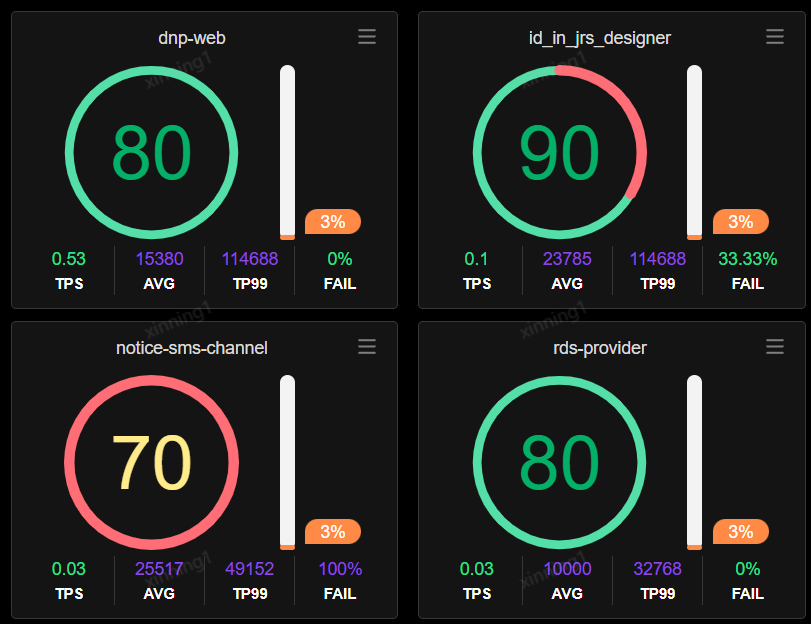 dnp-web
80
3%
0.53 15380 114688 0%
TPS AVG TP99 FAIL
id_in_jrs_designer
90
3%
0.1 23785 114688 33.33%
TPS AVG TP99 FAIL
notice-sms-channel
70
3%
0.03 25517 49152 100%
TPS AVG TP99 FAIL
rds-provider
80
3%
0.03 10000 32768 0%
TPS AVG TP99 FAIL
xinning1
xinning1
xinning1
xinning1
xinning1
xinning1